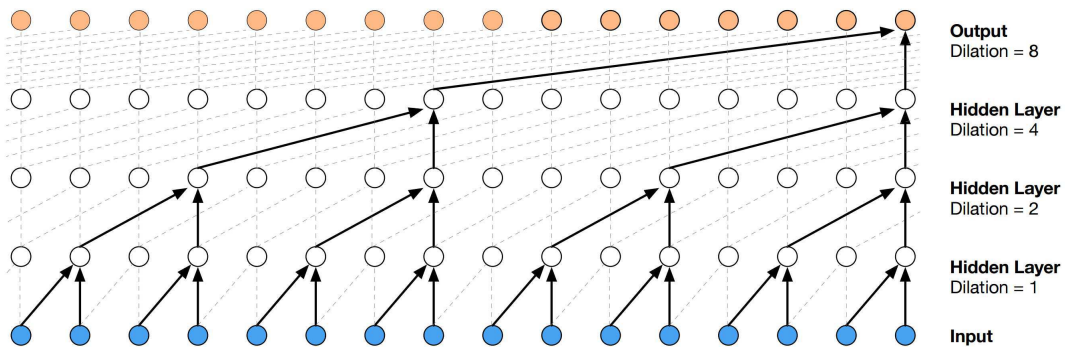 Output
Dilation = 8
Hidden Layer
Dilation = 4
Hidden Layer
Dilation = 2
Hidden Layer
Dilation = 1
Input